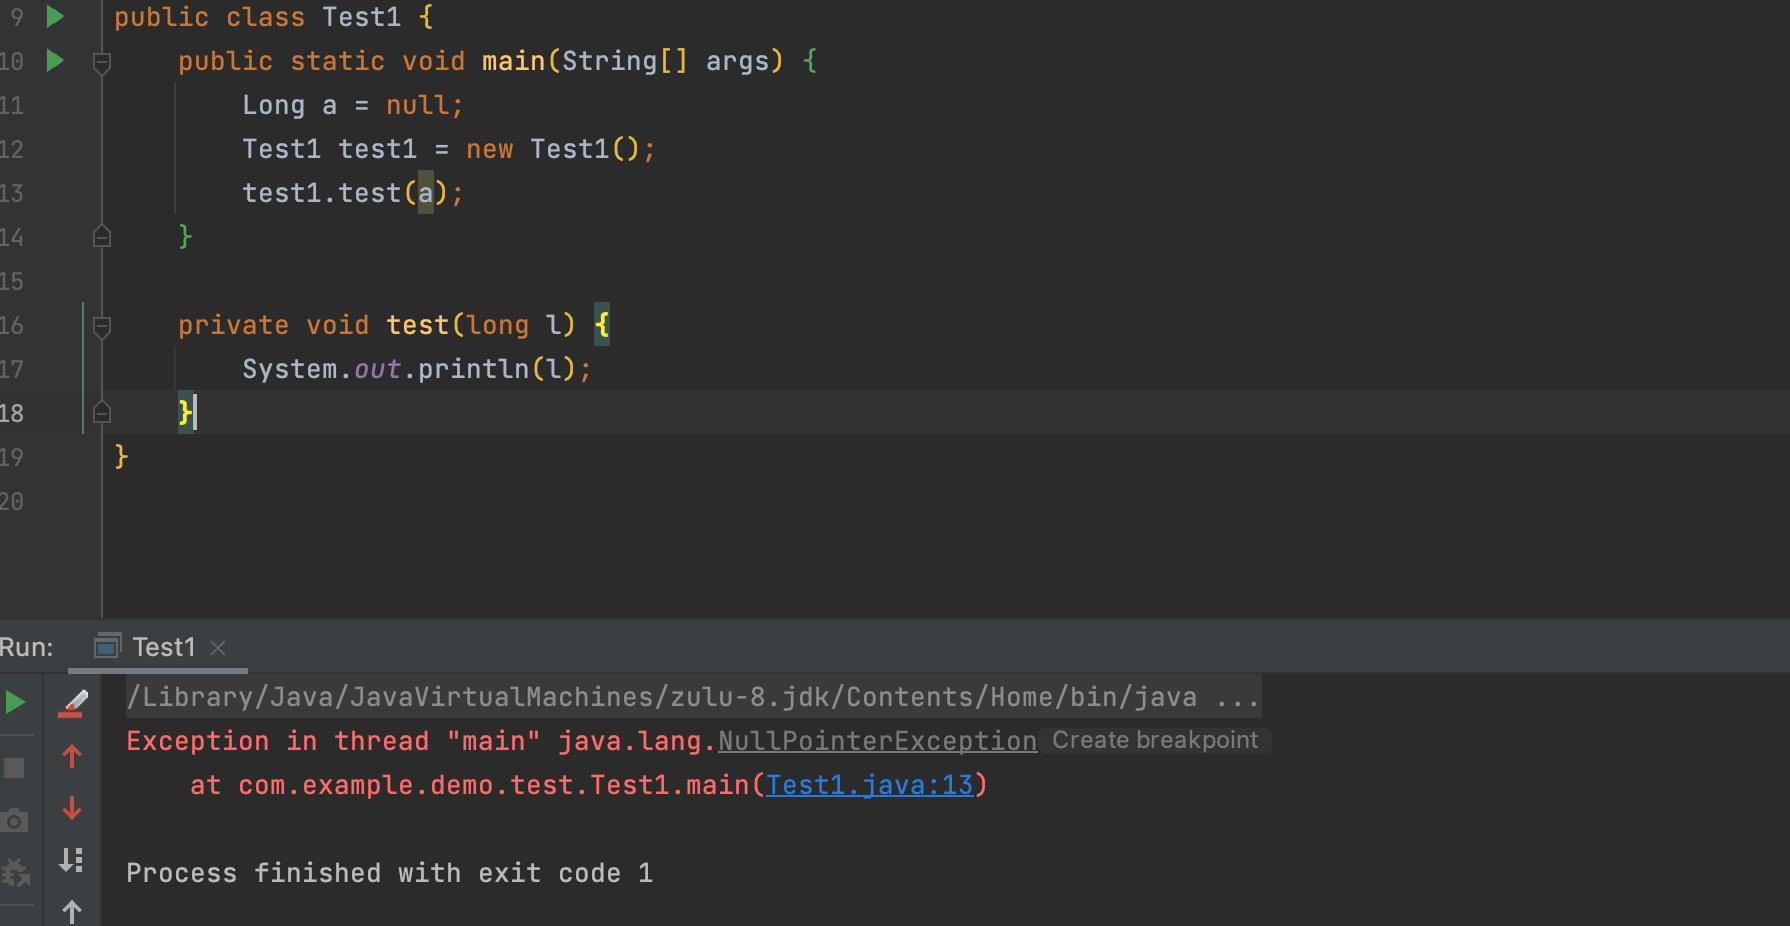 9 public class Test1 {
10     public static void main(String[] args) {
11         Long a = null;
12         Test1 test1 = new Test1();
13         test1.test(a);
14     }
15
16     private void test(long l) {
17         System.out.println(l);
18     }
19 }
20
Run: Test1
/Library/Java/JavaVirtualMachines/zulu-8.jdk/Contents/Home/bin/java ...
Exception in thread "main" java.lang.NullPointerException Create breakpoint
    at com.example.demo.test.Test1.main(Test1.java:13)
Process finished with exit code 1